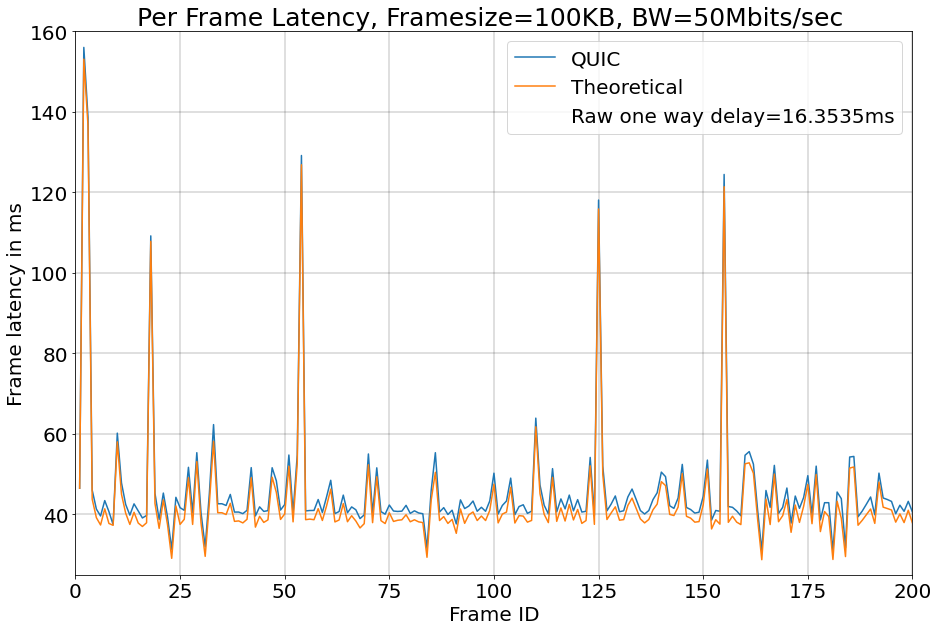 Per Frame Latency, Framesize=100KB, BW=50Mbits/sec
QUIC
Theoretical
Raw one way delay=16.3535ms
Frame latency in ms
160
140
120
100
80
60
40
0 25 50 75 100 125 150 175 200
Frame ID